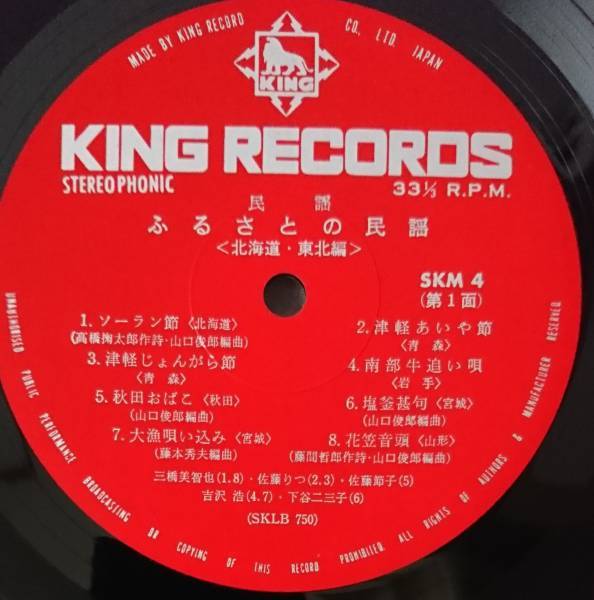 MADE BY KING RECORD CO., LTD. JAPAN
KING
KING RECORDS
STEREOPHONIC
33⅓ R.P.M.
民謡
ふるさとの民謡
<北海道・東北編>
SKM 4
(第1面)
1. ソーラン節〈北海道〉
(高橋掬太郎作詩・山口俊郎編曲)
2. 津軽あいや節
〈青森〉
3. 津軽じょんがら節
〈青森〉
4. 南部牛追い唄
〈岩手〉
5. 秋田おばこ〈秋田〉
(山口俊郎編曲)
6. 塩釜甚句〈宮城〉
(山口俊郎編曲)
7. 大漁唄い込み〈宮城〉
(藤本秀夫編曲)
8. 花笠音頭〈山形〉
(藤間哲郎作詩・山口俊郎編曲)
三橋美智也(1.8)・佐藤りつ(2.3)・佐藤節子(5)
吉沢 浩(4.7)・下谷二三子(6)
(SKLB 750)
UNAUTHORISED PUBLIC PERFORMANCE BROADCASTING OR COPYING OF THIS RECORD PROHIBITED. ALL RIGHTS OF AUTHORS & MANUFACTURER RESERVED